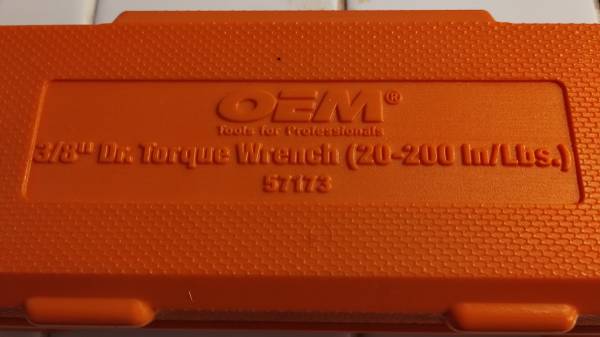 OEM®
Tools for Professionals
3/8" Dr. Torque Wrench (20-200 In/Lbs.)
57173